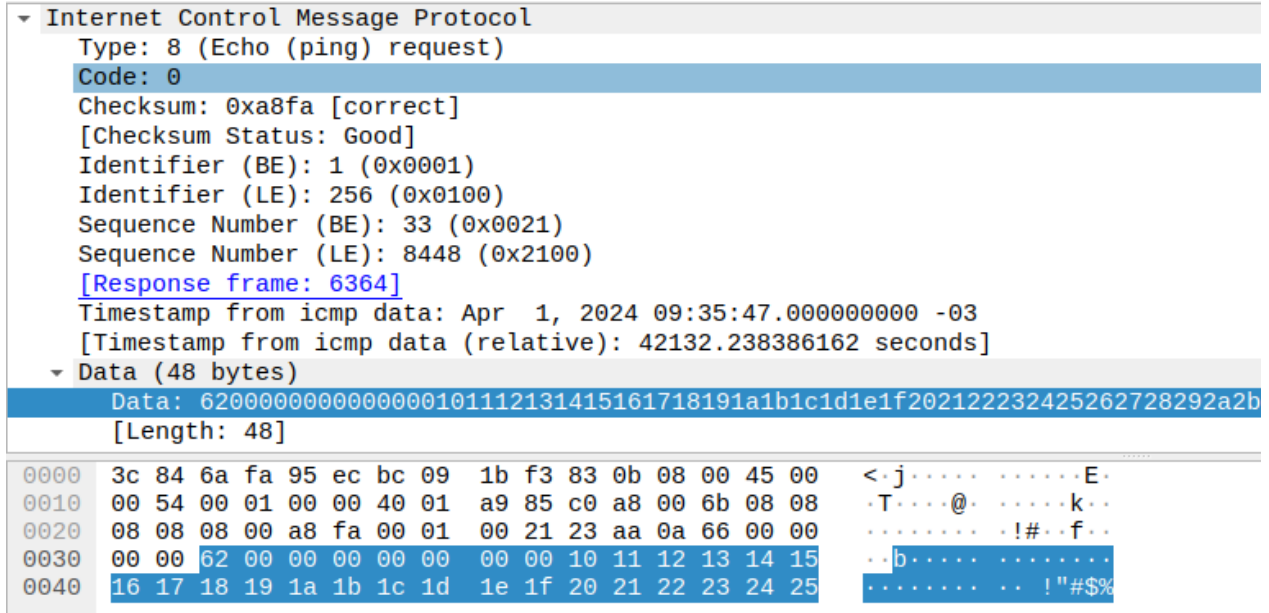 Internet Control Message Protocol
Type: 8 (Echo (ping) request)
Code: 0
Checksum: 0xa8fa [correct]
[Checksum Status: Good]
Identifier (BE): 1 (0x0001)
Identifier (LE): 256 (0x0100)
Sequence Number (BE): 33 (0x0021)
Sequence Number (LE): 8448 (0x2100)
[Response frame: 6364]
Timestamp from icmp data: Apr  1, 2024 09:35:47.000000000 -03
[Timestamp from icmp data (relative): 42132.238386162 seconds]
Data (48 bytes)
Data: 6200000000000000101112131415161718191a1b1c1d1e1f202122232425262728292a2b
[Length: 48]
0000 3c 84 6a fa 95 ec bc 09 1b f3 83 0b 08 00 45 00 <·j····· ······E·
0010 00 54 00 01 00 00 40 01 a9 85 c0 a8 00 6b 08 08 ·T····@· ·····k··
0020 08 08 08 00 a8 fa 00 01 00 21 23 aa 0a 66 00 00 ········ ·!#··f··
0030 00 00 62 00 00 00 00 00 00 00 10 11 12 13 14 15 ··b····· ········
0040 16 17 18 19 1a 1b 1c 1d 1e 1f 20 21 22 23 24 25 ········ ·· !"#$%